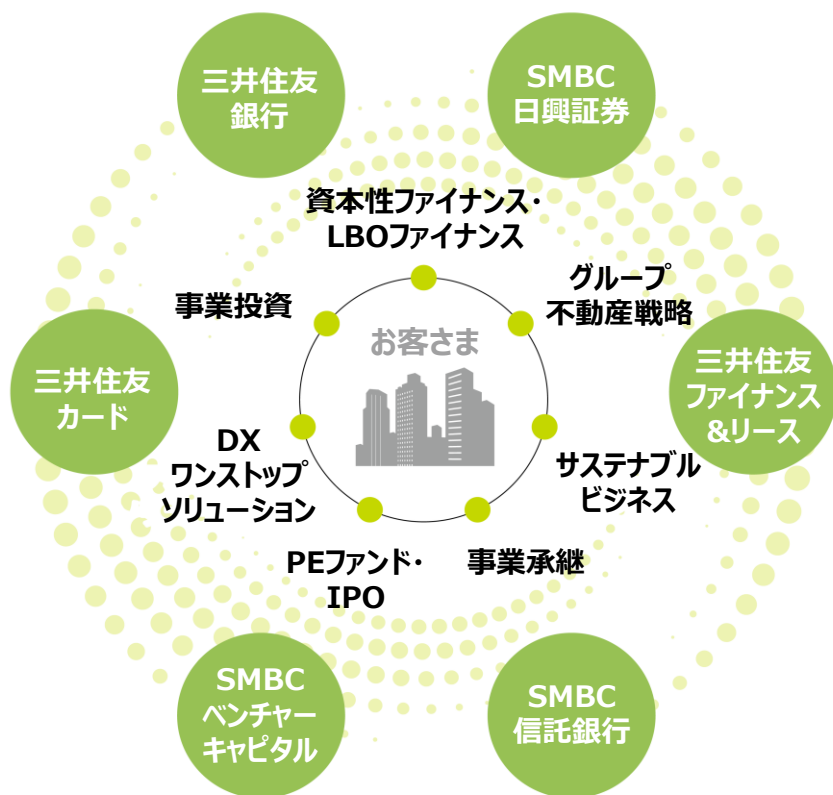 三井住友
銀行
SMBC
日興証券
資本性ファイナンス・
LBOファイナンス
事業投資
グループ
不動産戦略
お客さま
三井住友
カード
三井住友
ファイナンス
&リース
DX
ワンストップ
ソリューション
サステナブル
ビジネス
PEファンド・
IPO
事業承継
SMBC
ベンチャー
キャピタル
SMBC
信託銀行